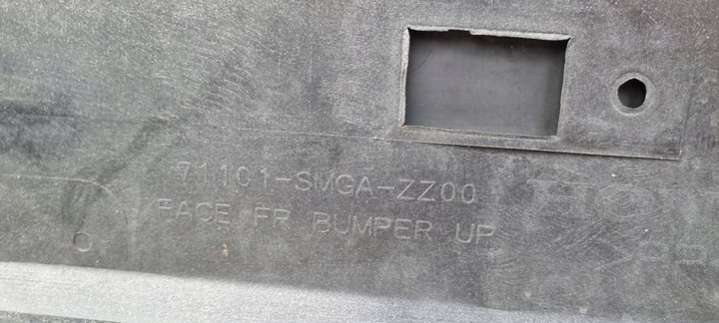 71101-SMGA-ZZ00
FACE FR BUMPER UP